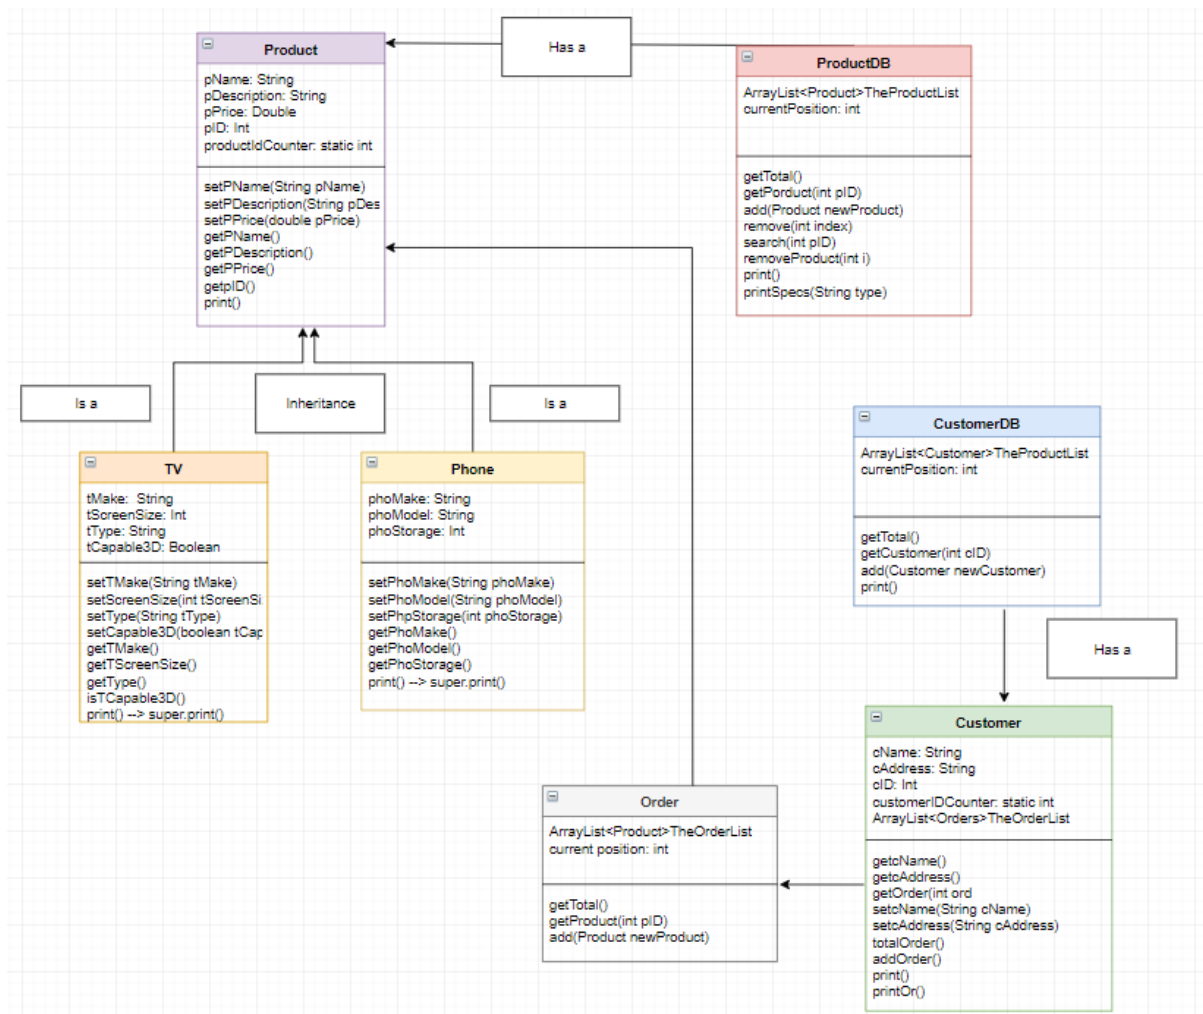 Product
pName: String
pDescription: String
pPrice: Double
pID: Int
productIdCounter: static int
setPName(String pName)
setPDescription(String pDes
setPPrice(double pPrice)
getPName()
getPDescription()
getPPrice()
getpID()
print()
Has a
ProductDB
ArrayList<Product>TheProductList
currentPosition: int
getTotal()
getPorduct(int pID)
add(Product newProduct)
remove(int index)
search(int pID)
removeProduct(int i)
print()
printSpecs(String type)
Is a
Inheritance
Is a
TV
tMake: String
tScreenSize: Int
tType: String
tCapable3D: Boolean
setTMake(String tMake)
setScreenSize(int tScreenSi
setType(String tType)
setCapable3D(boolean tCap
getTMake()
getTScreenSize()
getType()
isTCapable3D()
print() --> super.print()
Phone
phoMake: String
phoModel: String
phoStorage: Int
setPhoMake(String phoMake)
setPhoModel(String phoModel)
setPhpStorage(int phoStorage)
getPhoMake()
getPhoModel()
getPhoStorage()
print() --> super.print()
CustomerDB
ArrayList<Customer>TheProductList
currentPosition: int
getTotal()
getCustomer(int cID)
add(Customer newCustomer)
print()
Has a
Order
ArrayList<Product>TheOrderList
current position: int
getTotal()
getProduct(int pID)
add(Product newProduct)
Customer
cName: String
cAddress: String
cID: Int
customerIDCounter: static int
ArrayList<Orders>TheOrderList
getcName()
getcAddress()
getOrder(int ord
setcName(String cName)
setcAddress(String cAddress)
totalOrder()
addOrder()
print()
printOr()